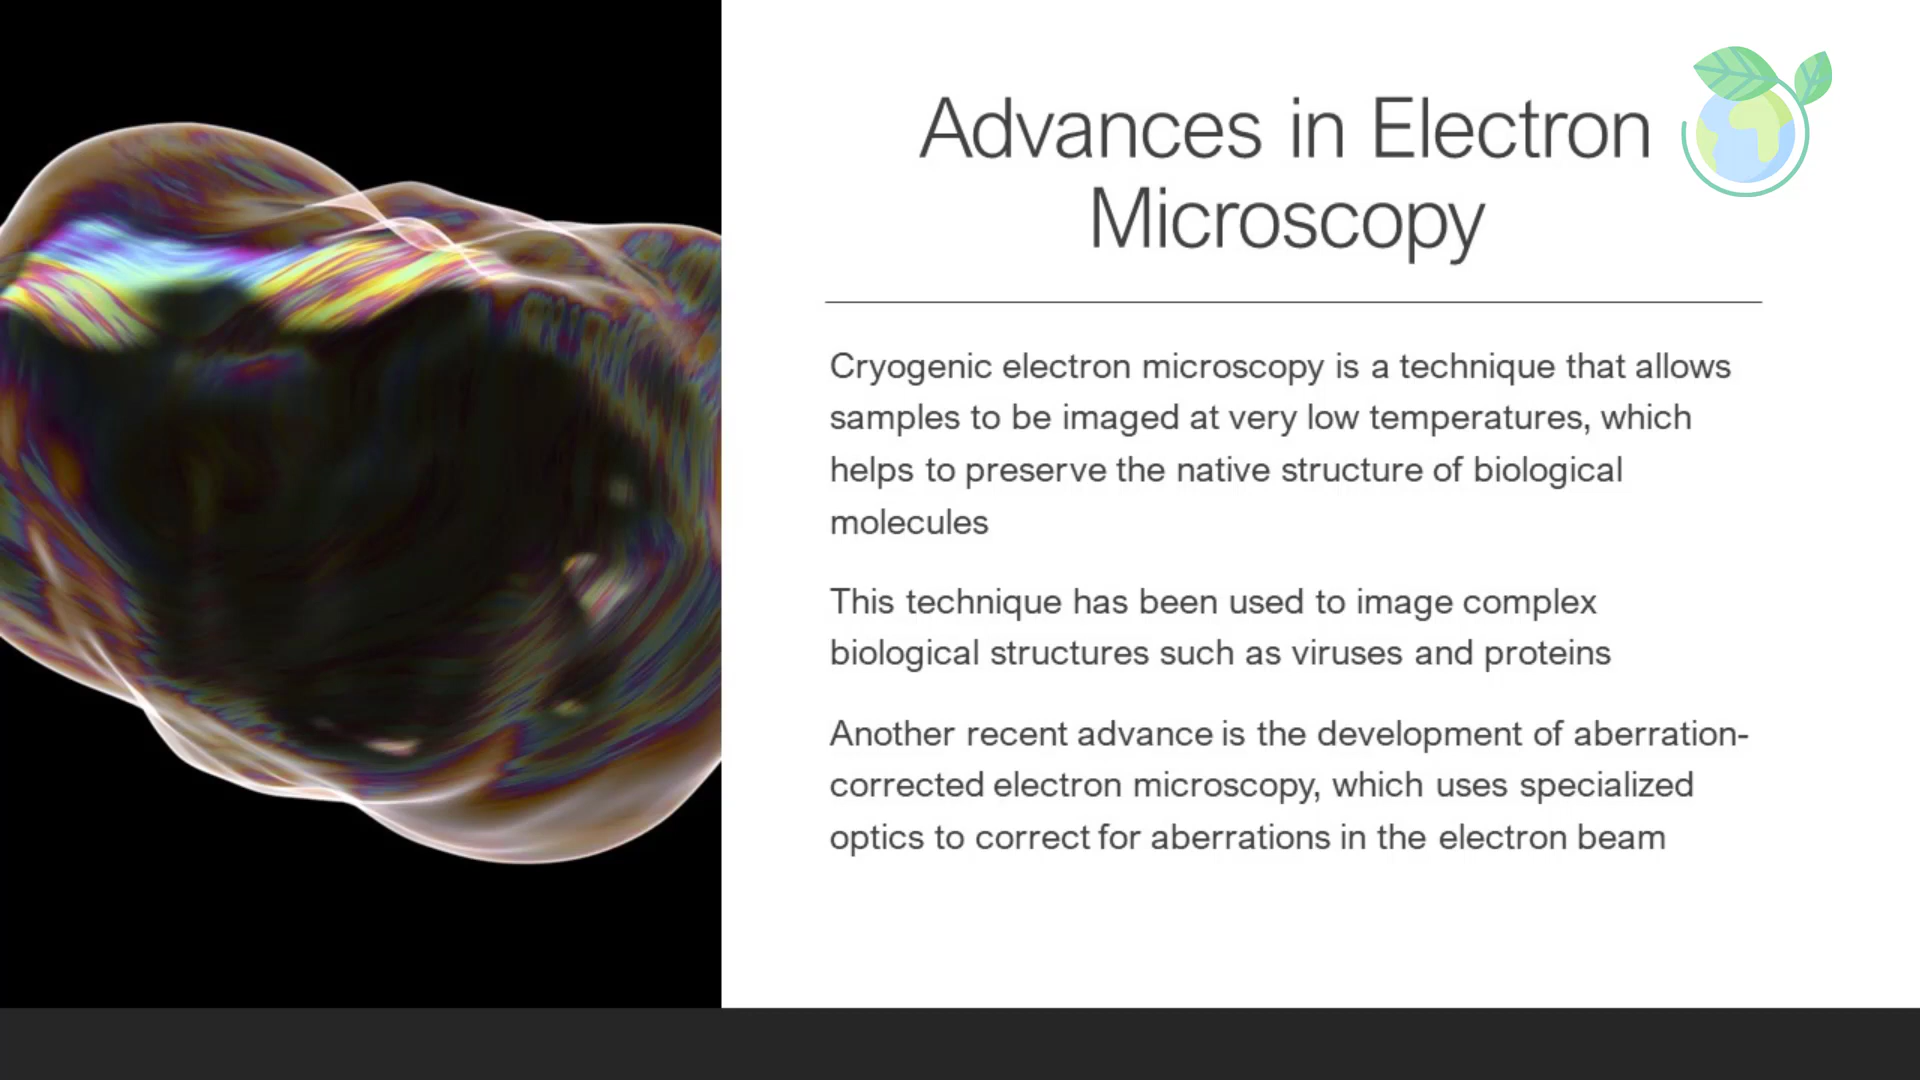 Advances in Electron
Microscopy
Cryogenic electron microscopy is a technique that allows
samples to be imaged at very low temperatures, which
helps to preserve the native structure of biological
molecules
This technique has been used to image complex
biological structures such as viruses and proteins
Another recent advance is the development of aberration-
corrected electron microscopy, which uses specialized
optics to correct for aberrations in the electron beam